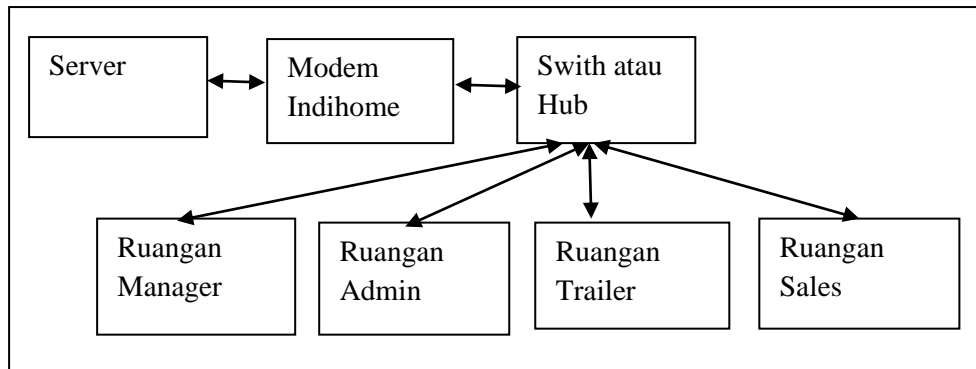 Server
Modem
Indihome
Swith atau
Hub
Ruangan
Manager
Ruangan
Admin
Ruangan
Trailer
Ruangan
Sales